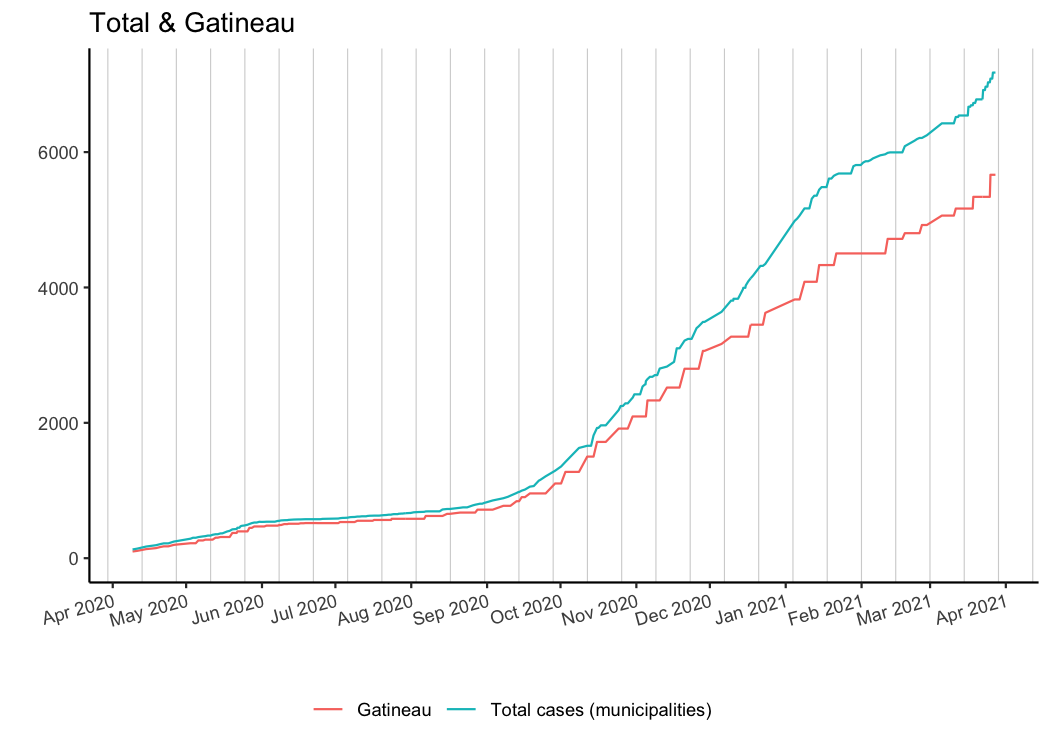 Total & Gatineau
6000
4000
2000
0
Apr 2020
May 2020
Jun 2020
Jul 2020
Aug 2020
Sep 2020
Oct 2020
Nov 2020
Dec 2020
Jan 2021
Feb 2021
Mar 2021
Apr 2021
Gatineau
Total cases (municipalities)